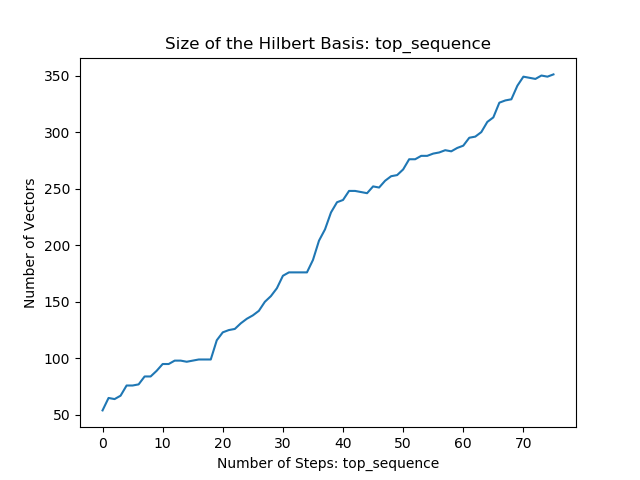 Size of the Hilbert Basis: top_sequence
350
300
250
200
150
100
50
Number of Vectors
0 10 20 30 40 50 60 70
Number of Steps: top_sequence